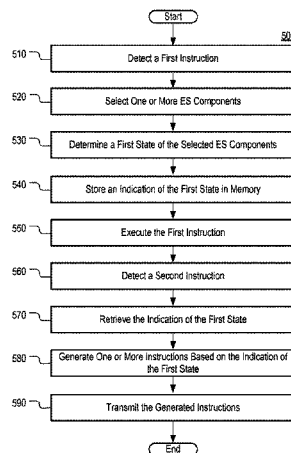 Start
50
510
Detect a First Instruction
520
Select One or More ES Components
530
Determine a First State of the Selected ES Components
540
Store an Indication of the First State in Memory
550
Execute the First Instruction
560
Detect a Second Instruction
570
Retrieve the Indication of the First State
580
Generate One or More Instructions Based on the Indication of
the First State
590
Transmit the Generated Instructions
End